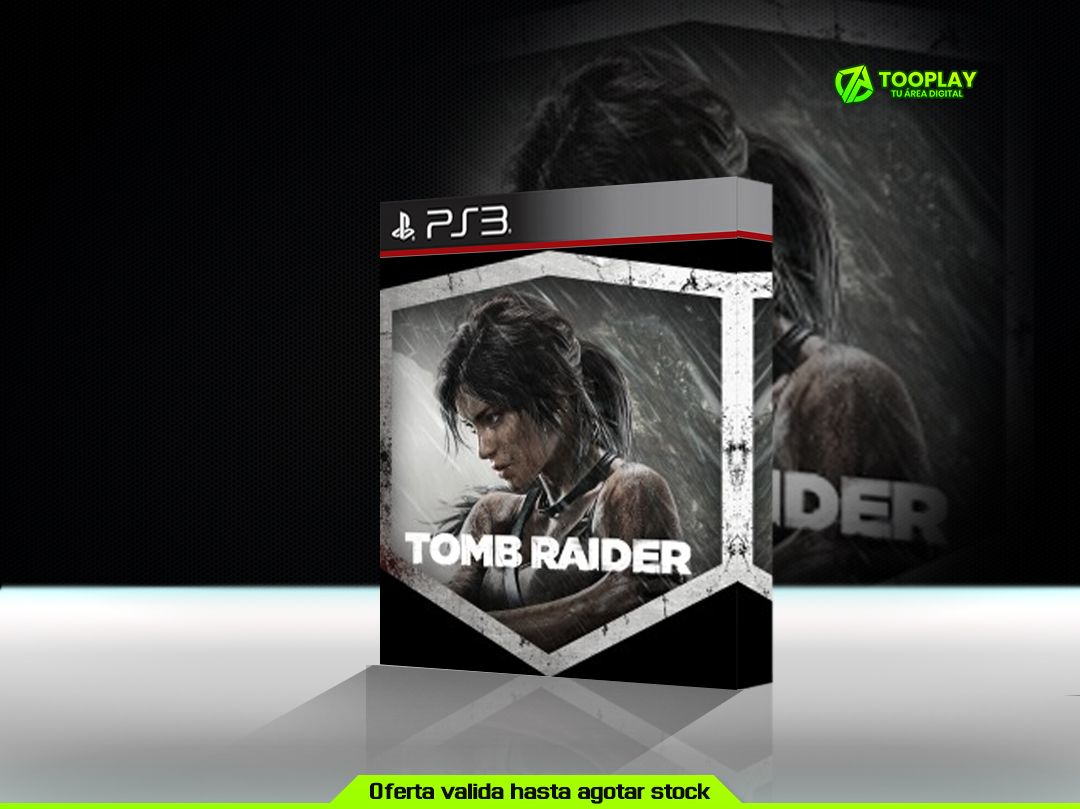 TOOPLAY
TU ÁREA DIGITAL
PS3
TOMB RAIDER
IDER
Oferta valida hasta agotar stock